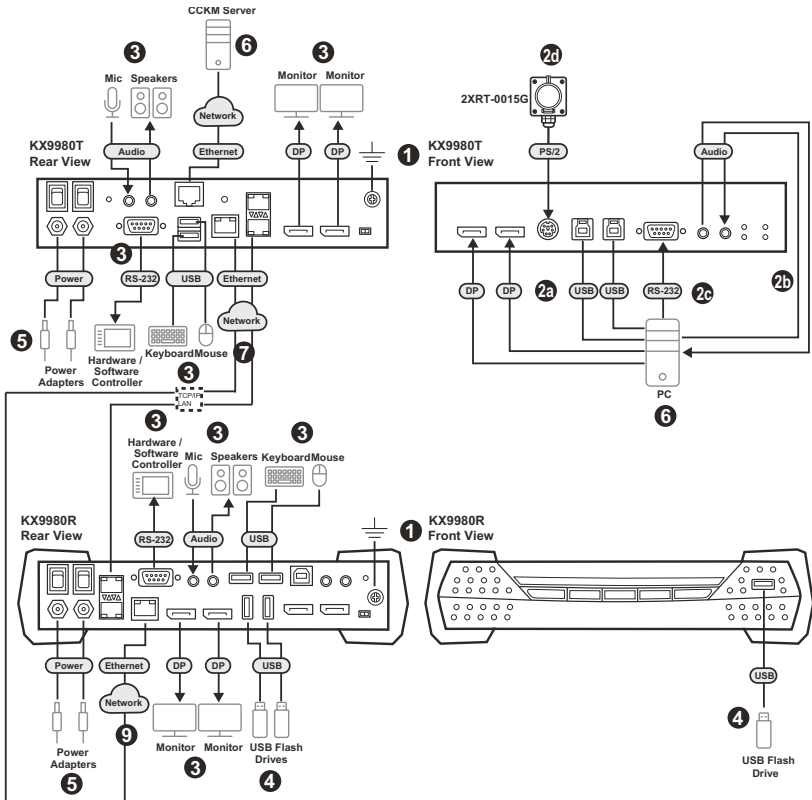 CCKM Server
3
6
3
2d
Mic
Speakers
Monitor
Monitor
2XRT-0015G
Network
KX9980T
Rear View
Audio
Ethernet
DP
DP
1
KX9980T
Front View
PS/2
Audio
3
Power
RS-232
USB
Ethernet
DP
DP
2a
USB
USB
RS-232
2c
2b
5
Power
Adapters
Hardware /
Software
Controller
Keyboard
Mouse
Network
7
3
TCP/IP
LAN
PC
6
3
3
3
Hardware /
Software
Controller
Mic
Speakers
Keyboard
Mouse
KX9980R
Rear View
RS-232
Audio
USB
1
KX9980R
Front View
Power
Ethernet
DP
DP
USB
USB
Network
9
4
Power
Adapters
5
Monitor
Monitor
3
USB Flash
Drives
4
USB Flash
Drive